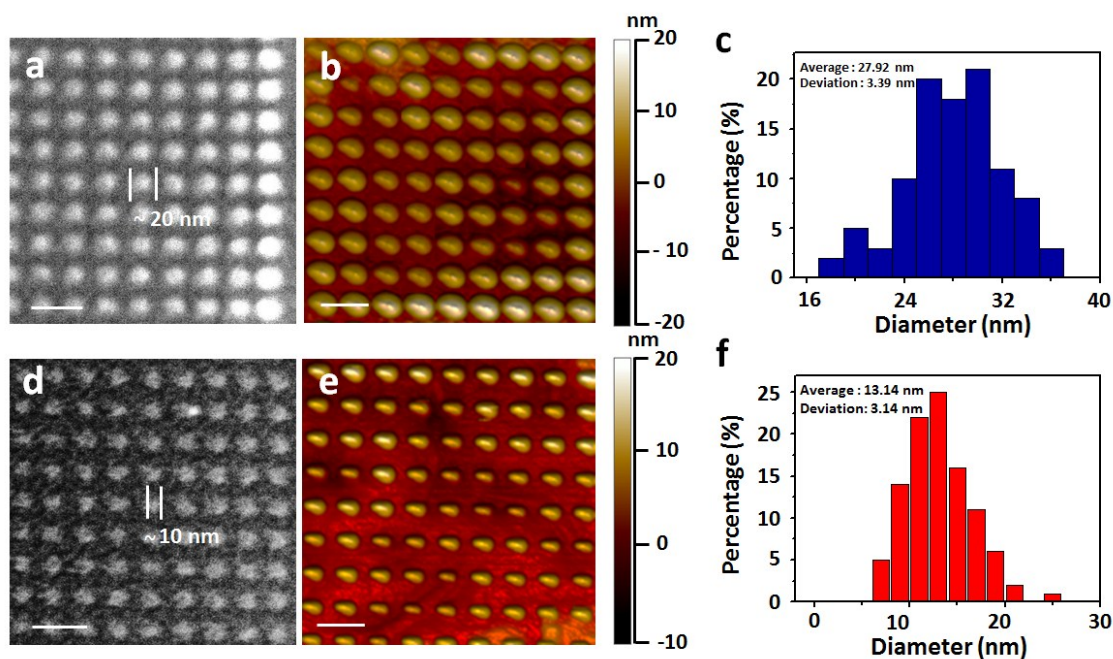 a
~ 20 nm
b
nm
20
10
0
- 10
-20
c
Average : 27.92 nm
Deviation : 3.39 nm
Percentage (%)
20
15
10
5
0
16
24
32
40
Diameter (nm)
d
~ 10 nm
e
nm
20
10
0
-10
f
Average : 13.14 nm
Deviation: 3.14 nm
Percentage (%)
25
20
15
10
5
0
0
10
20
30
Diameter (nm)